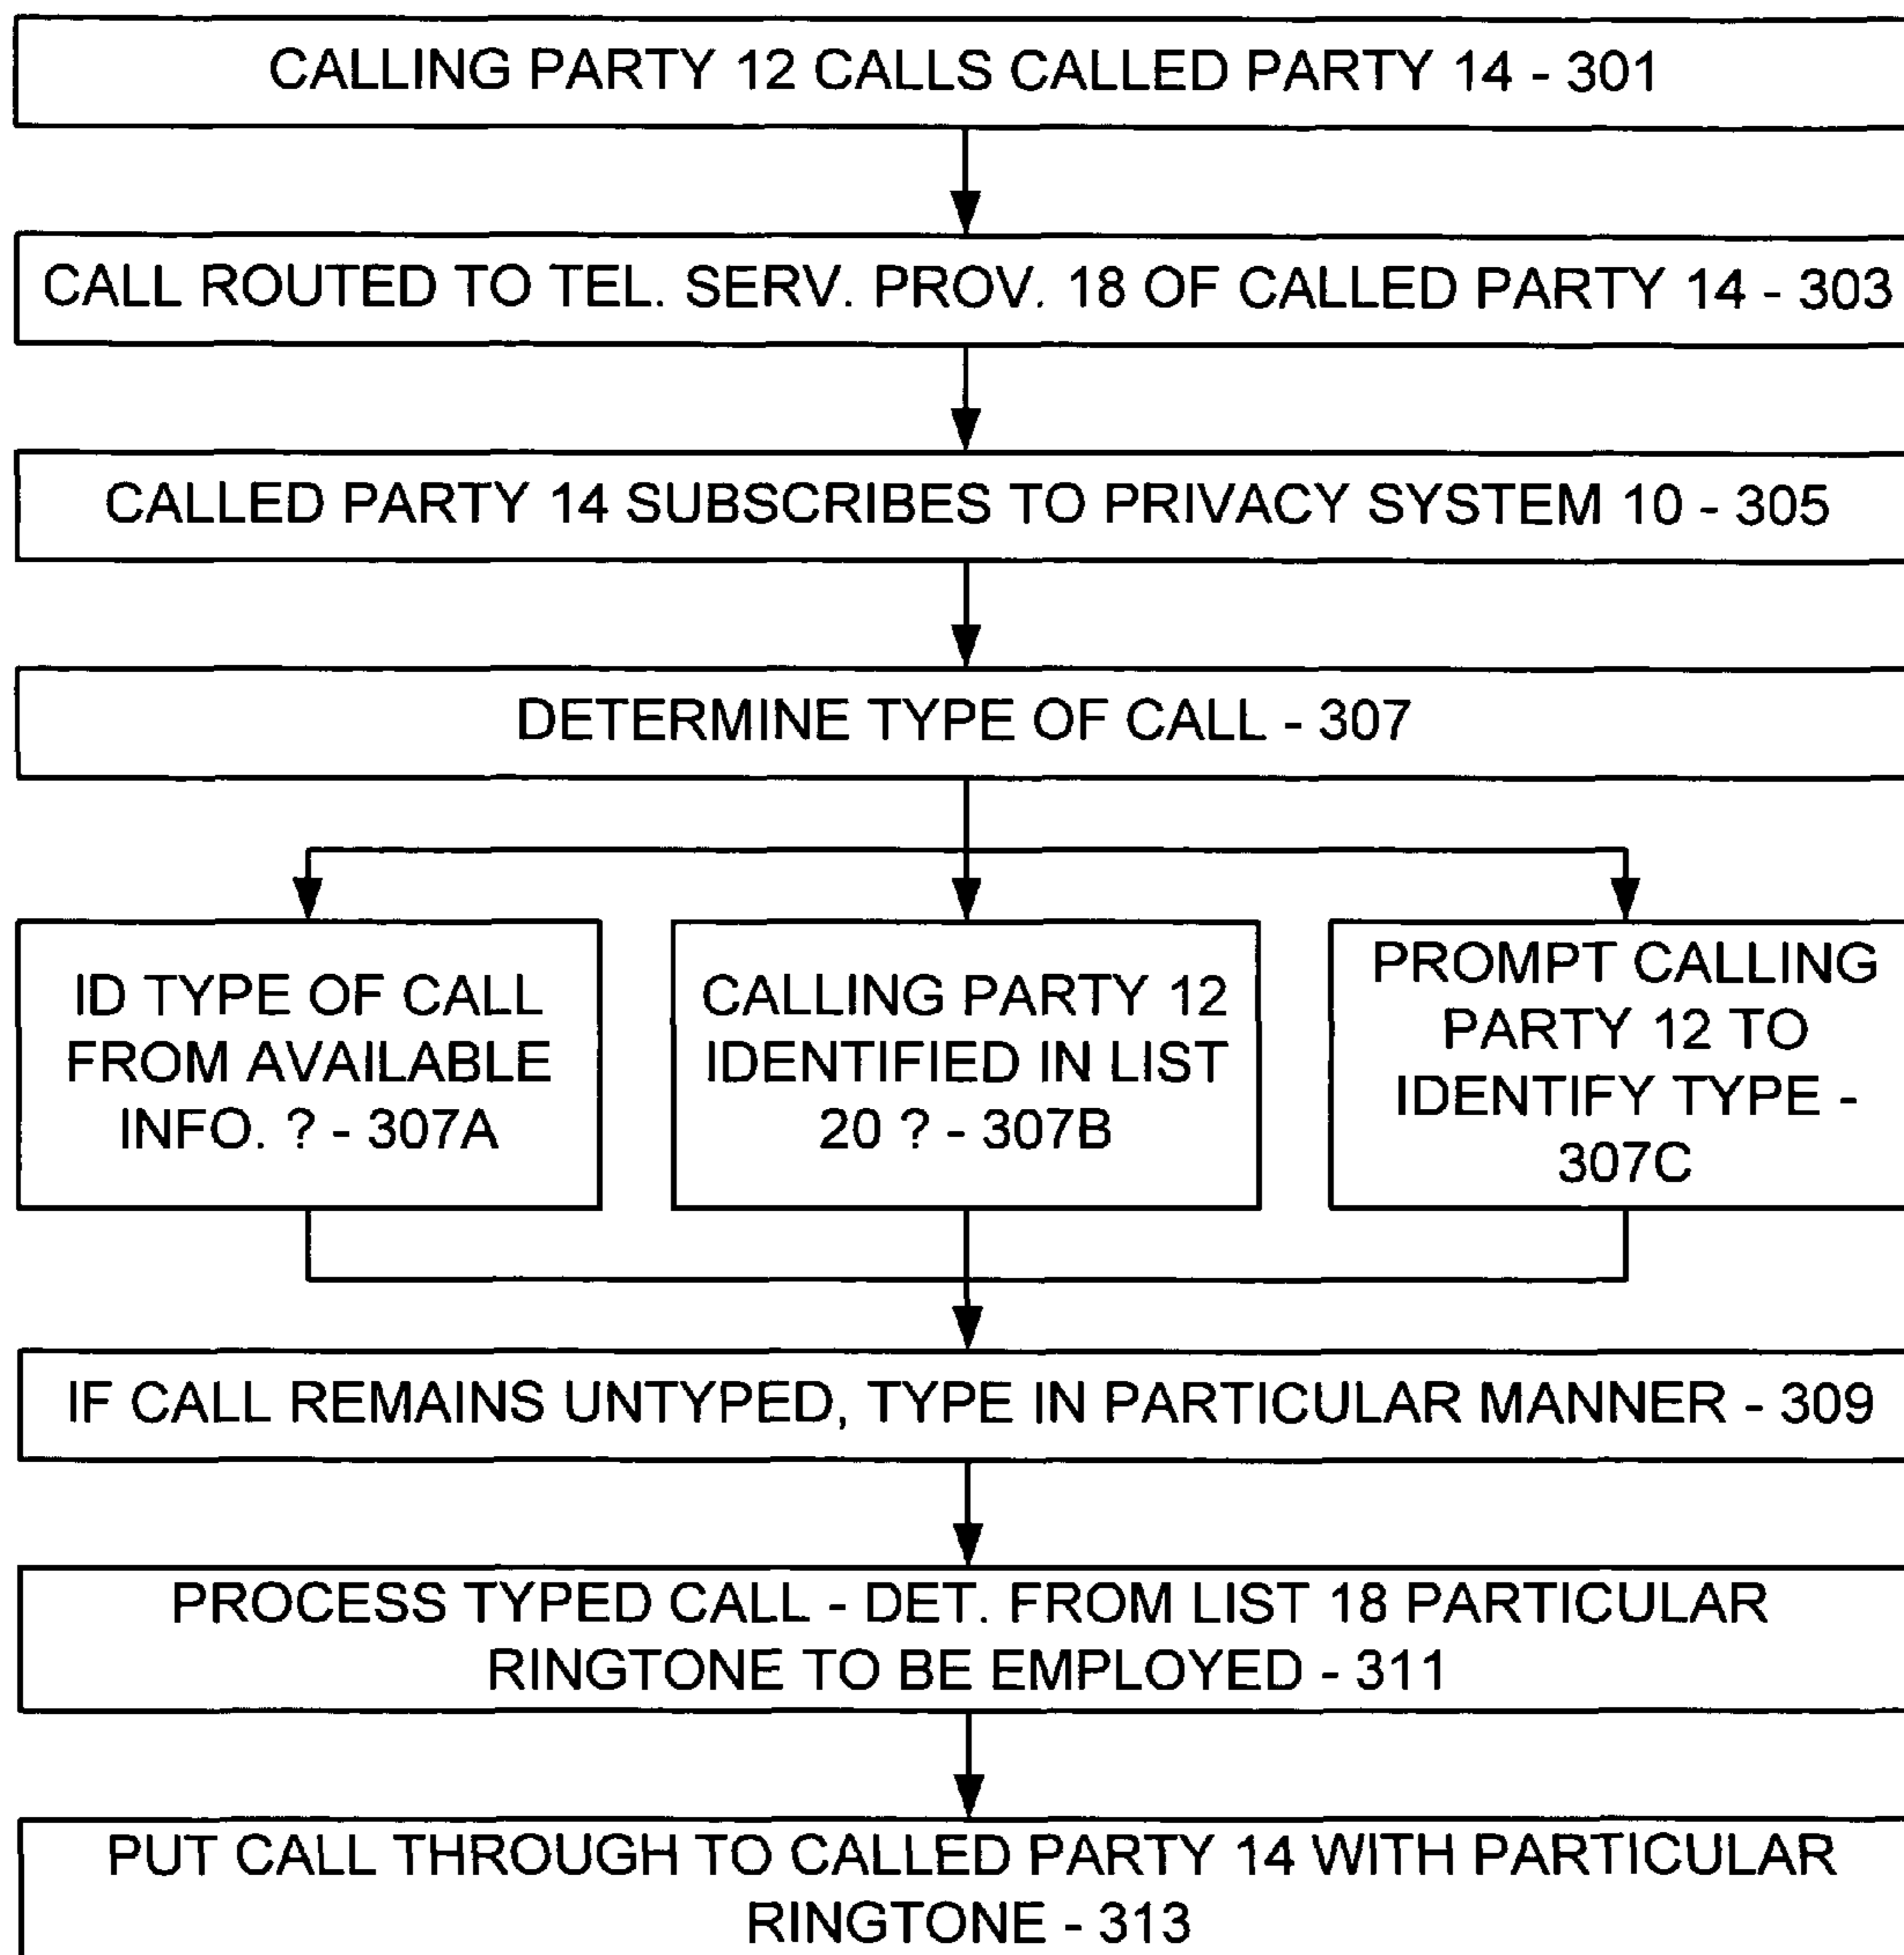 CALLING PARTY 12 CALLS CALLED PARTY 14 - 301
CALL ROUTED TO TEL. SERV. PROV. 18 OF CALLED PARTY 14 - 303
CALLED PARTY 14 SUBSCRIBES TO PRIVACY SYSTEM 10 - 305
DETERMINE TYPE OF CALL - 307
ID TYPE OF CALL
FROM AVAILABLE
INFO. ? - 307A
CALLING PARTY 12
IDENTIFIED IN LIST
20 ? - 307B
PROMPT CALLING
PARTY 12 TO
IDENTIFY TYPE -
307C
IF CALL REMAINS UNTYPED, TYPE IN PARTICULAR MANNER - 309
PROCESS TYPED CALL - DET. FROM LIST 18 PARTICULAR
RINGTONE TO BE EMPLOYED - 311
PUT CALL THROUGH TO CALLED PARTY 14 WITH PARTICULAR
RINGTONE - 313